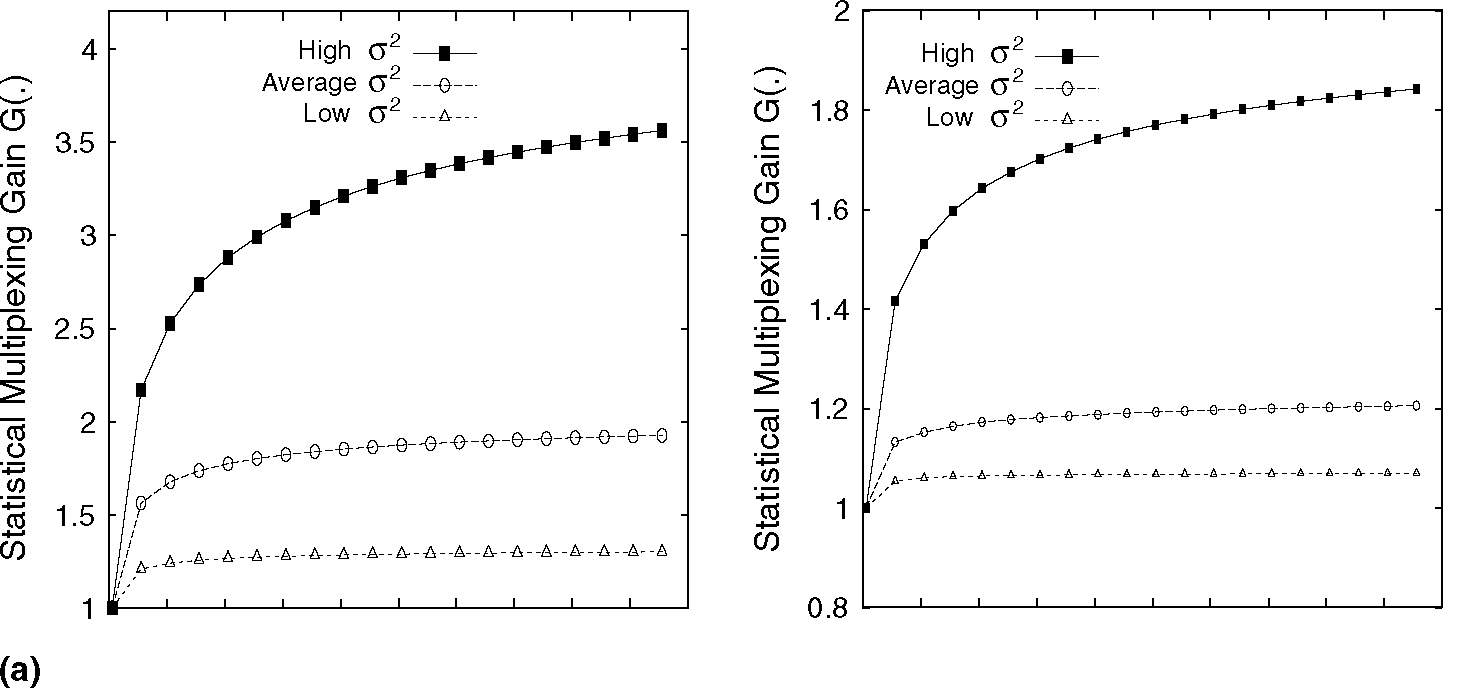 Statistical Multiplexing Gain G(.)
4
3.5
3
2.5
2
1.5
1
High σ2
Average σ2
Low σ2
Statistical Multiplexing Gain G(.)
2
1.8
1.6
1.4
1.2
1
0.8
High σ2
Average σ2
Low σ2
(a)